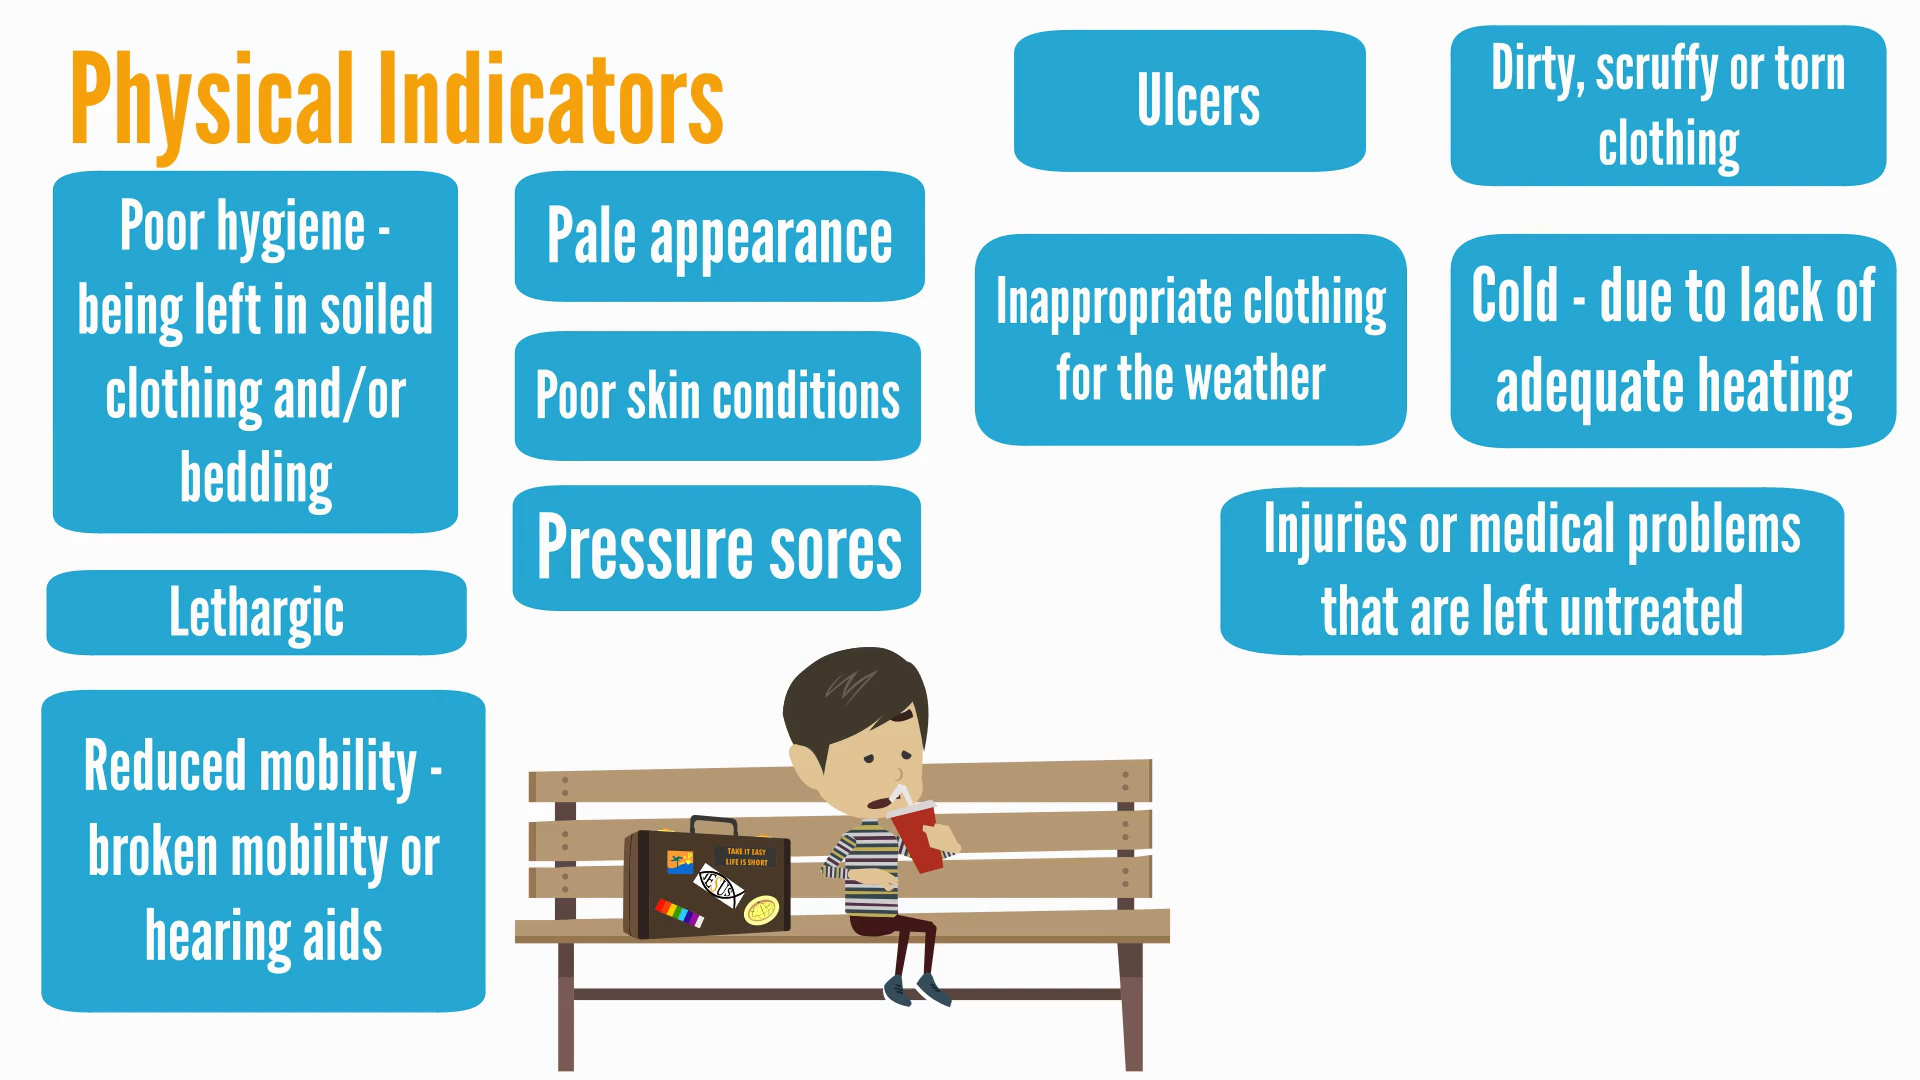 Physical Indicators
Poor hygiene -
being left in soiled
clothing and/or
bedding
Lethargic
Reduced mobility -
broken mobility or
hearing aids
Pale appearance
Poor skin conditions
Pressure sores
Ulcers
Inappropriate clothing
for the weather
Dirty, scruffy or torn
clothing
Cold - due to lack of
adequate heating
Injuries or medical problems
that are left untreated
TAKE IT EASY
LIFE IS SHORT
JESUS